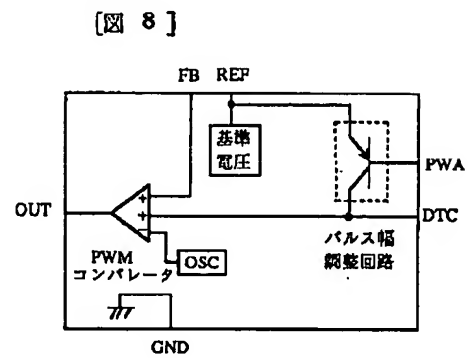 [図 8]
FB REF
基準
電圧
PWA
OUT
DTC
パルス幅
調整回路
PWM
コンパレータ
OSC
GND